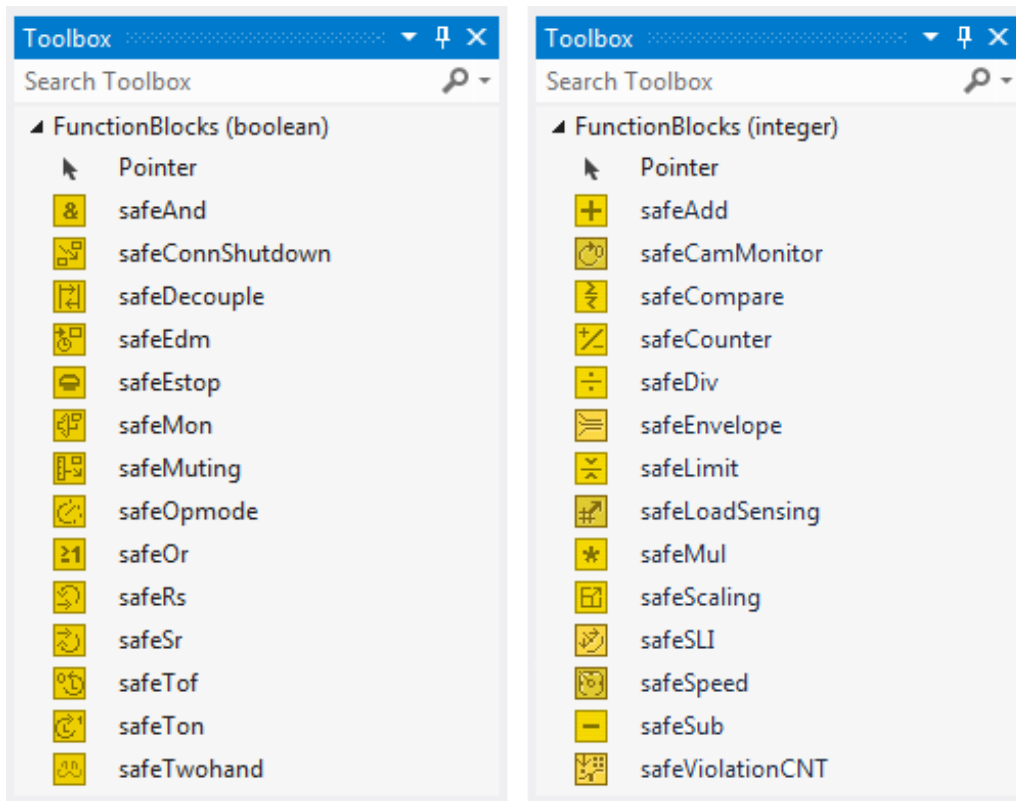 Toolbox
Search Toolbox
FunctionBlocks (boolean)
Pointer
& safeAnd
safeConnShutdown
safeDecouple
safeEdm
safeEstop
safeMon
safeMuting
safeOpmode
≥1 safeOr
safeRs
safeSr
safeTof
safeTon
safeTwohand
Toolbox
Search Toolbox
FunctionBlocks (integer)
Pointer
+ safeAdd
safeCamMonitor
safeCompare
safeCounter
÷ safeDiv
safeEnvelope
safeLimit
safeLoadSensing
* safeMul
safeScaling
safeSLI
safeSpeed
− safeSub
safeViolationCNT